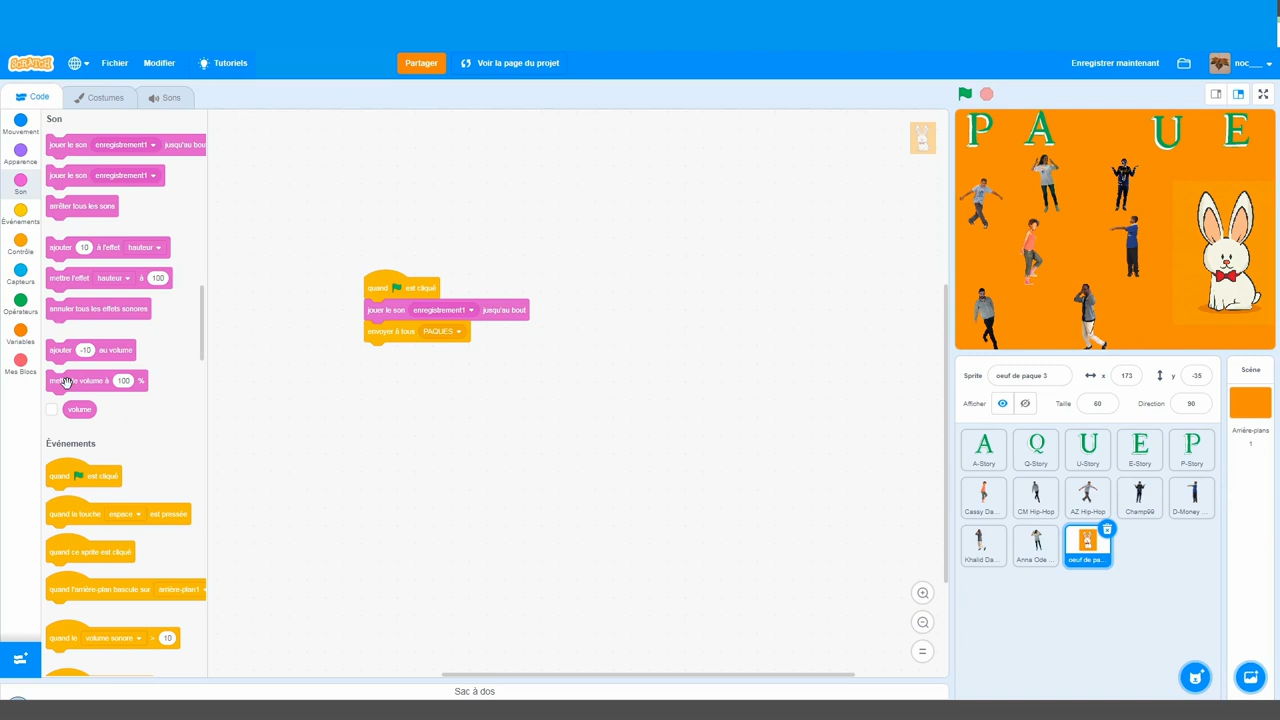 SCRATCH Fichier Modifier Tutoriels Partager Voir la page du projet Enregistrer maintenant noc___
Code Costumes Sons
Mouvement
Apparence
Son
Événements
Contrôle
Capteurs
Opérateurs
Variables
Mes Blocs
Son
jouer le son enregistrement1 jusqu'au bou
jouer le son enregistrement1
arrêter tous les sons
ajouter 10 à l'effet hauteur
mettre l'effet hauteur à 100
annuler tous les effets sonores
ajouter -10 au volume
volume à 100 %
volume
Événements
quand est cliqué
quand la touche espace est pressée
quand ce sprite est cliqué
quand l'arrière-plan bascule sur arrière-plan1
quand le volume sonore > 10
quand est cliqué
jouer le son enregistrement1 jusqu'au bout
envoyer à tous PAQUES
Sac à dos
P A U E
Sprite oeuf de paque 3 x 173 y -35
Afficher Taille 60 Direction 90
A Q U E P
A-Story Q-Story U-Story E-Story P-Story
Cassy Da... CM Hip-Hop AZ Hip-Hop Champ99 D-Money ...
Khalid Da... Anna Ode ... oeuf de pa...
Scène
Arrière-plans
1